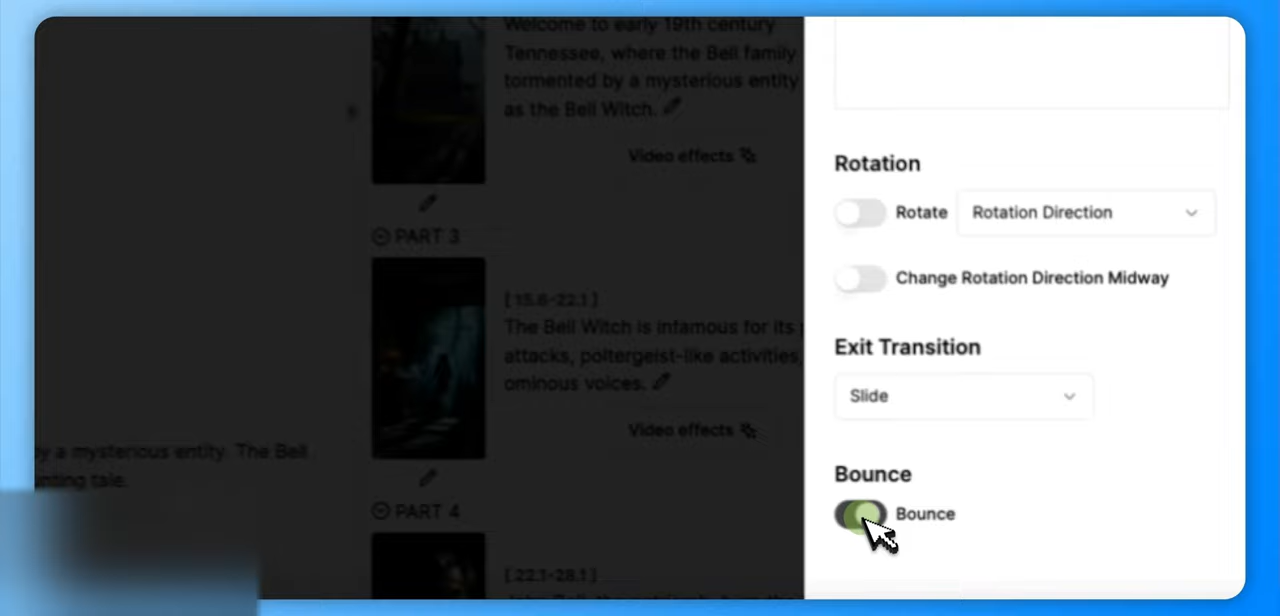 Welcome to early 19th century
Tennessee, where the Bell family
tormented by a mysterious entity
as the Bell Witch.
Video effects
PART 3
[15.6-22.1]
The Bell Witch is infamous for its
attacks, poltergeist-like activities,
ominous voices.
Video effects
by a mysterious entity. The Bell
unting tale.
PART 4
[22.1-28.1]
Rotation
Rotate
Rotation Direction
Change Rotation Direction Midway
Exit Transition
Slide
Bounce
Bounce